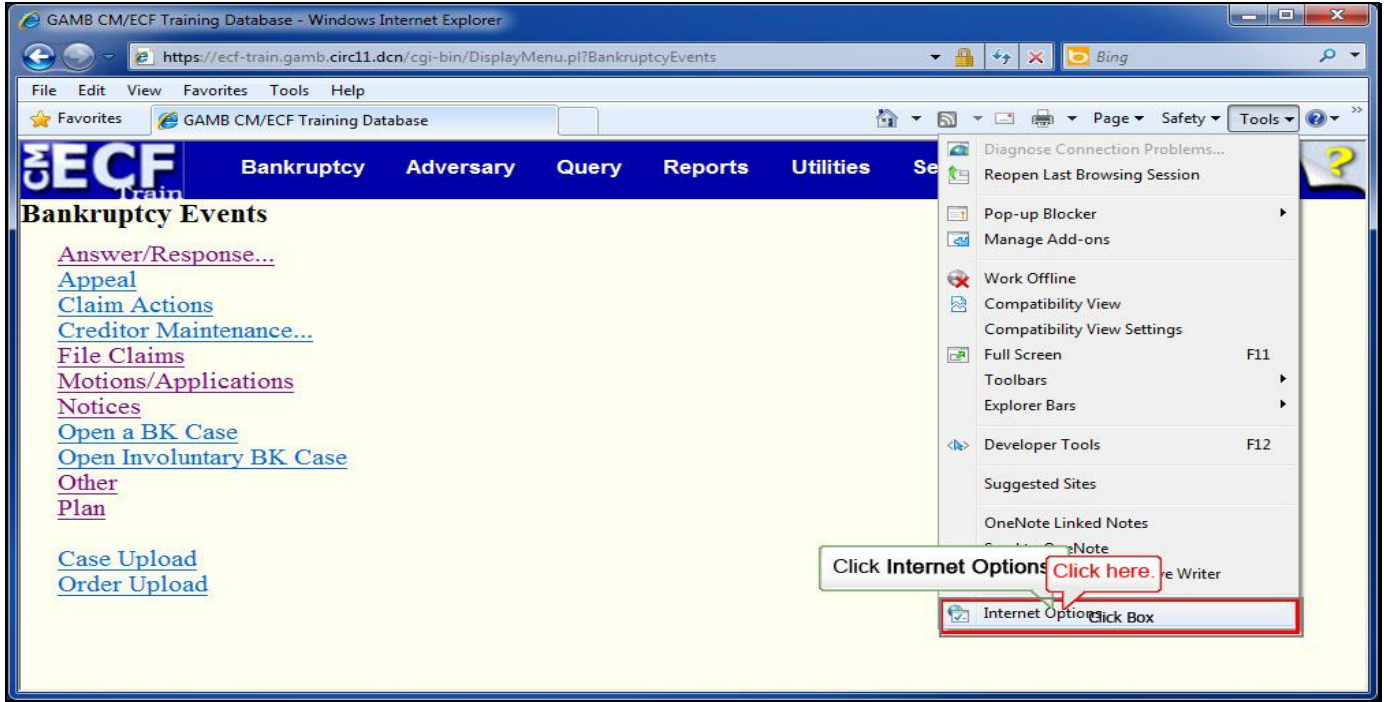 GAMB CM/ECF Training Database - Windows Internet Explorer
https://ecf-train.gamb.circ11.dcn/cgi-bin/DisplayMenu.pl?BankruptcyEvents
Bing
File Edit View Favorites Tools Help
Favorites GAMB CM/ECF Training Database Page Safety Tools
CM ECF Train Bankruptcy Adversary Query Reports Utilities Se ?
Bankruptcy Events
Answer/Response...
Appeal
Claim Actions
Creditor Maintenance...
File Claims
Motions/Applications
Notices
Open a BK Case
Open Involuntary BK Case
Other
Plan
Case Upload
Order Upload
Diagnose Connection Problems...
Reopen Last Browsing Session
Pop-up Blocker
Manage Add-ons
Work Offline
Compatibility View
Compatibility View Settings
Full Screen F11
Toolbars
Explorer Bars
Developer Tools F12
Suggested Sites
OneNote Linked Notes
Writer
Internet Options
Click Internet Options
Click here.
Click Box